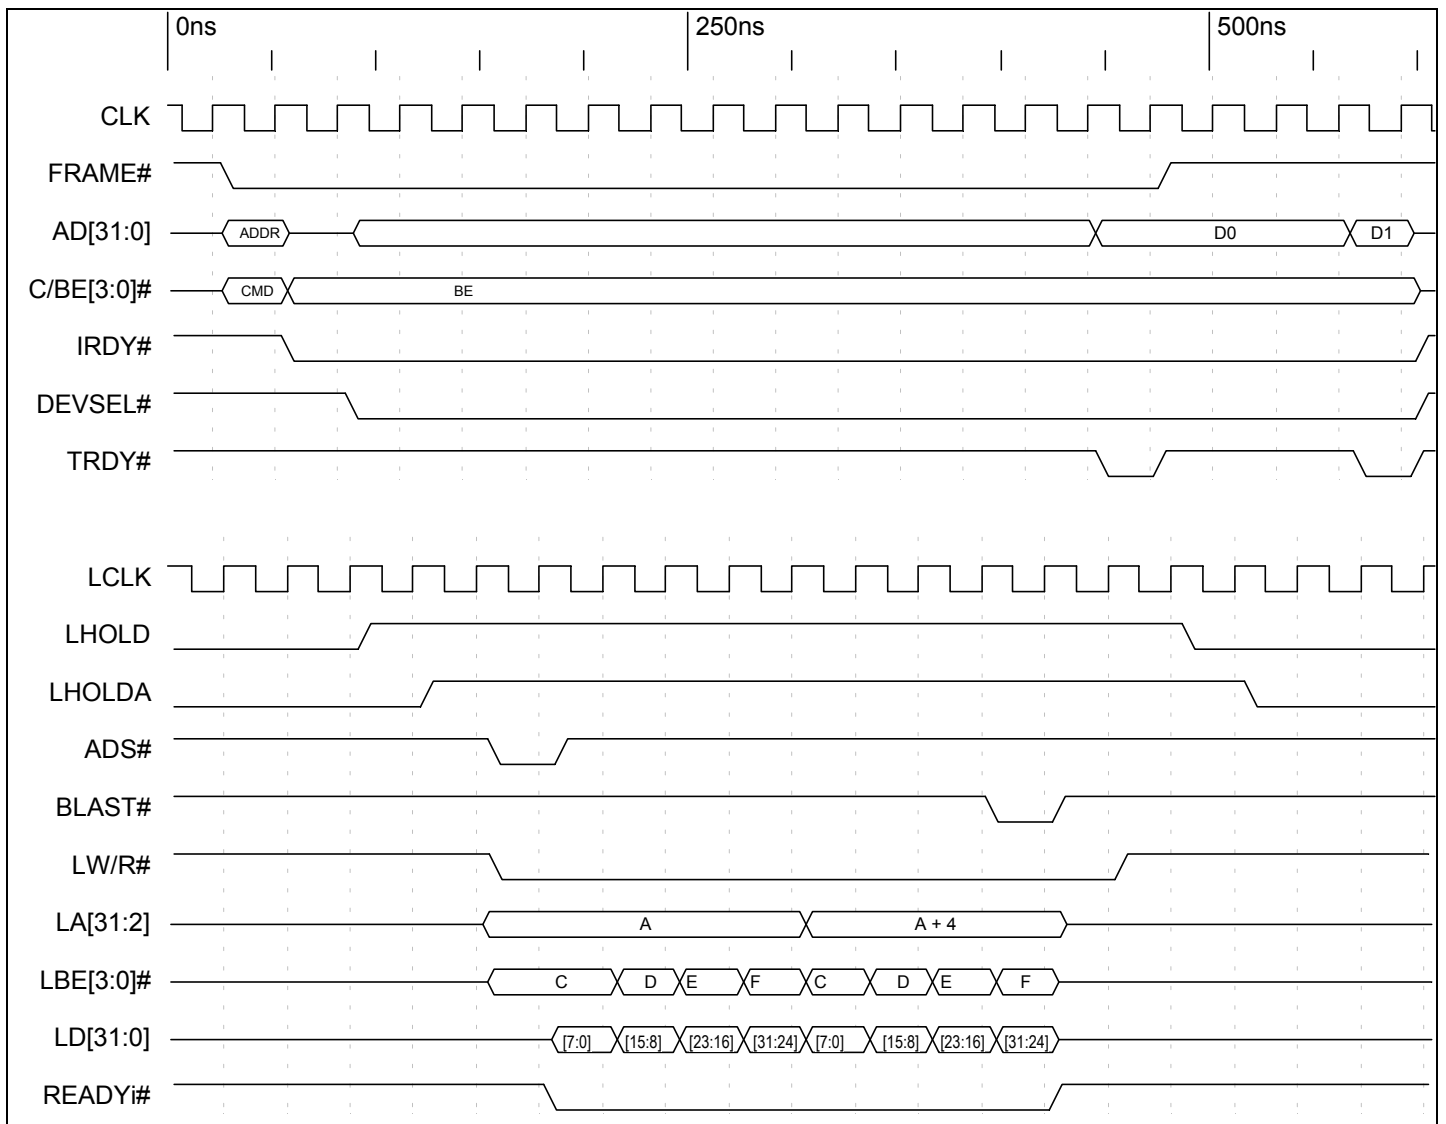 0ns 250ns 500ns
CLK
FRAME#
AD[31:0] ADDR D0 D1
C/BE[3:0]# CMD BE
IRDY#
DEVSEL#
TRDY#
LCLK
LHOLD
LHOLDA
ADS#
BLAST#
LW/R#
LA[31:2] A A + 4
LBE[3:0]# C D E F C D E F
LD[31:0] [7:0] [15:8] [23:16] [31:24] [7:0] [15:8] [23:16] [31:24]
READYi#